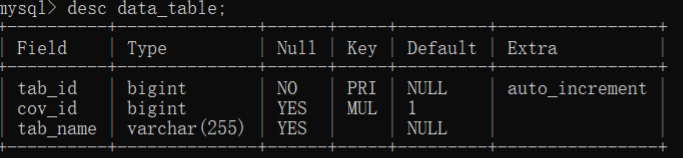 mysql> desc data_table;
+----------+--------------+------+-----+---------+----------------+
| Field | Type | Null | Key | Default | Extra |
+----------+--------------+------+-----+---------+----------------+
| tab_id | bigint | NO | PRI | NULL | auto_increment |
| cov_id | bigint | YES | MUL | 1 | |
| tab_name | varchar(255) | YES | | NULL | |
+----------+--------------+------+-----+---------+----------------+